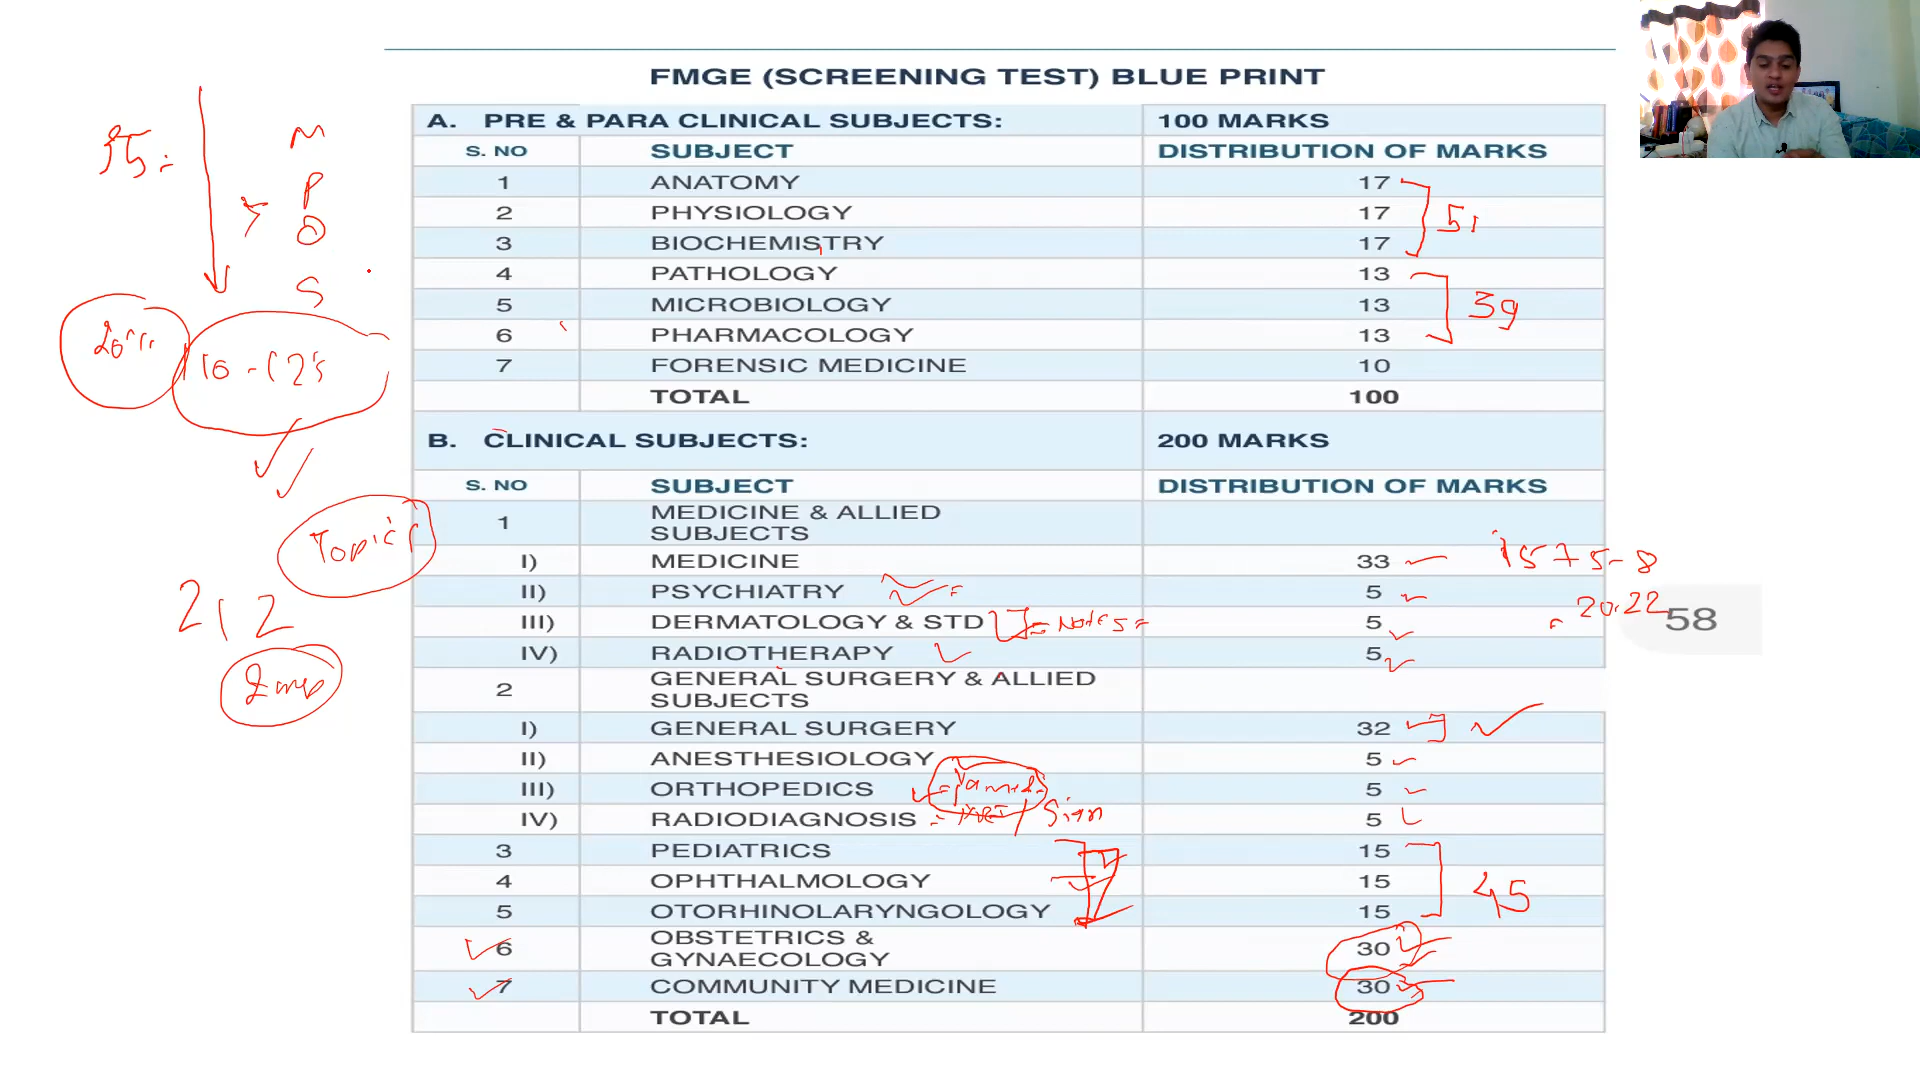 FMGE (SCREENING TEST) BLUE PRINT
A. PRE & PARA CLINICAL SUBJECTS: 100 MARKS
S. NO SUBJECT DISTRIBUTION OF MARKS
1 ANATOMY 17
2 PHYSIOLOGY 17
3 BIOCHEMISTRY 17
51
4 PATHOLOGY 13
5 MICROBIOLOGY 13
6 PHARMACOLOGY 13
39
7 FORENSIC MEDICINE 10
TOTAL 100
B. CLINICAL SUBJECTS: 200 MARKS
S. NO SUBJECT DISTRIBUTION OF MARKS
1 MEDICINE & ALLIED
SUBJECTS
I) MEDICINE 33
II) PSYCHIATRY 5
III) DERMATOLOGY & STD = Notes = 5
IV) RADIOTHERAPY 5
2 GENERAL SURGERY & ALLIED
SUBJECTS
I) GENERAL SURGERY 32
II) ANESTHESIOLOGY 5
III) ORTHOPEDICS 5
IV) RADIODIAGNOSIS Sign 5
3 PEDIATRICS 15
4 OPHTHALMOLOGY 15
5 OTORHINOLARYNGOLOGY 15
45
6 OBSTETRICS &
GYNAECOLOGY 30
7 COMMUNITY MEDICINE 30
TOTAL 200
M
P
O
S
Topics
58